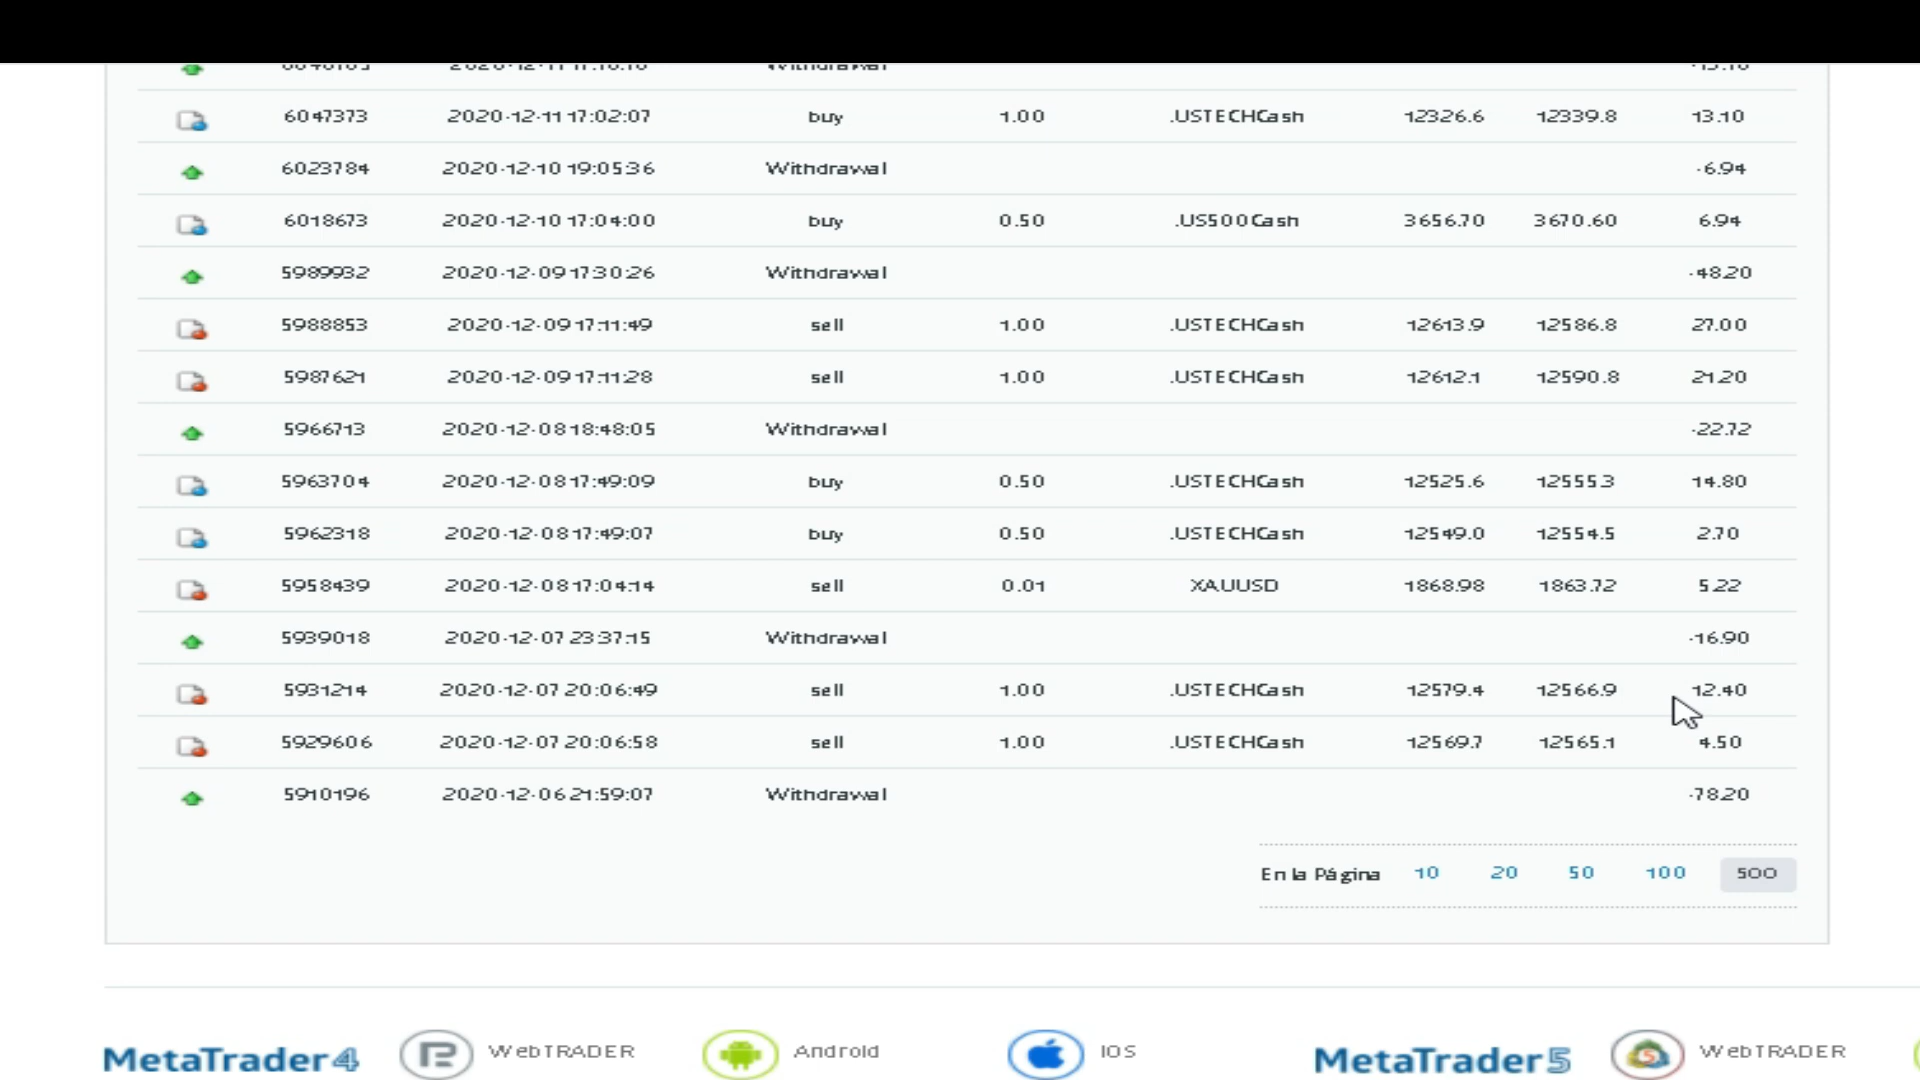 6047373 2020-12-11 17:02:07 buy 1.00 .USTECHCash 12326.6 12339.8 13.10
6023784 2020-12-10 19:05:36 Withdrawal -6.94
6018673 2020-12-10 17:04:00 buy 0.50 .US500Cash 3656.70 3670.60 6.94
5989932 2020-12-09 17:30:26 Withdrawal -48.20
5988853 2020-12-09 17:11:49 sell 1.00 .USTECHCash 12613.9 12586.8 27.00
5987621 2020-12-09 17:11:28 sell 1.00 .USTECHCash 12612.1 12590.8 21.20
5966713 2020-12-08 18:48:05 Withdrawal -22.72
5963704 2020-12-08 17:49:09 buy 0.50 .USTECHCash 12525.6 12555.3 14.80
5962318 2020-12-08 17:49:07 buy 0.50 .USTECHCash 12549.0 12554.5 2.70
5958439 2020-12-08 17:04:14 sell 0.01 XAUUSD 1868.98 1863.72 5.22
5939018 2020-12-07 23:37:15 Withdrawal -16.90
5931214 2020-12-07 20:06:49 sell 1.00 .USTECHCash 12579.4 12566.9 12.40
5929606 2020-12-07 20:06:58 sell 1.00 .USTECHCash 12569.7 12565.1 4.50
5910196 2020-12-06 21:59:07 Withdrawal -78.20
En la Página 10 20 50 100 500
MetaTrader 4 WebTRADER Android IOS MetaTrader 5 WebTRADER